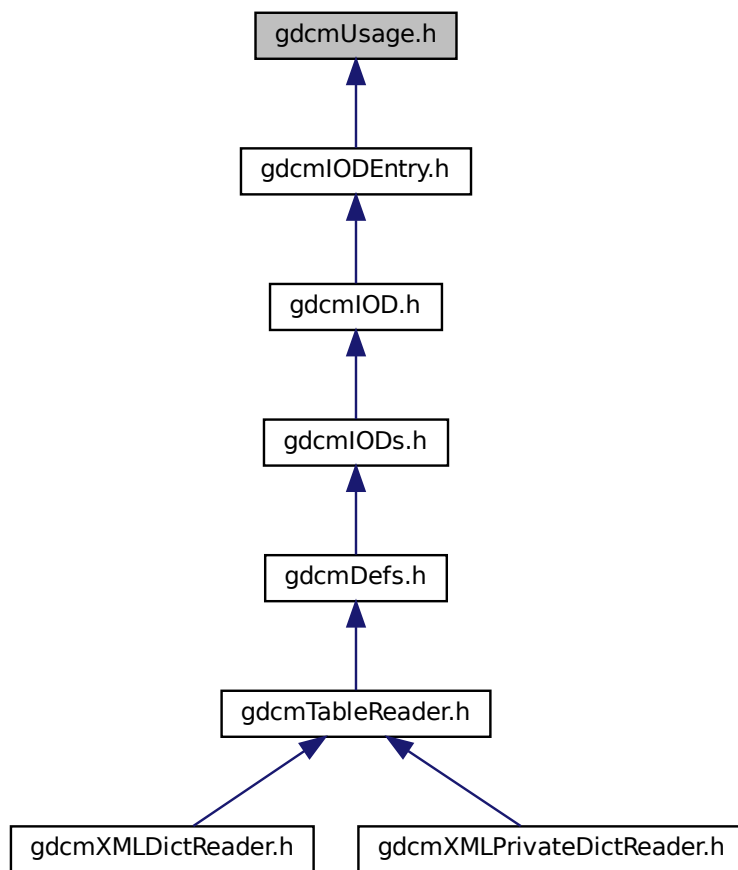 gdcmUsage.h
gdcmIODEntry.h
gdcmIOD.h
gdcmIODs.h
gdcmDefs.h
gdcmTableReader.h
gdcmXMLDictReader.h
gdcmXMLPrivateDictReader.h